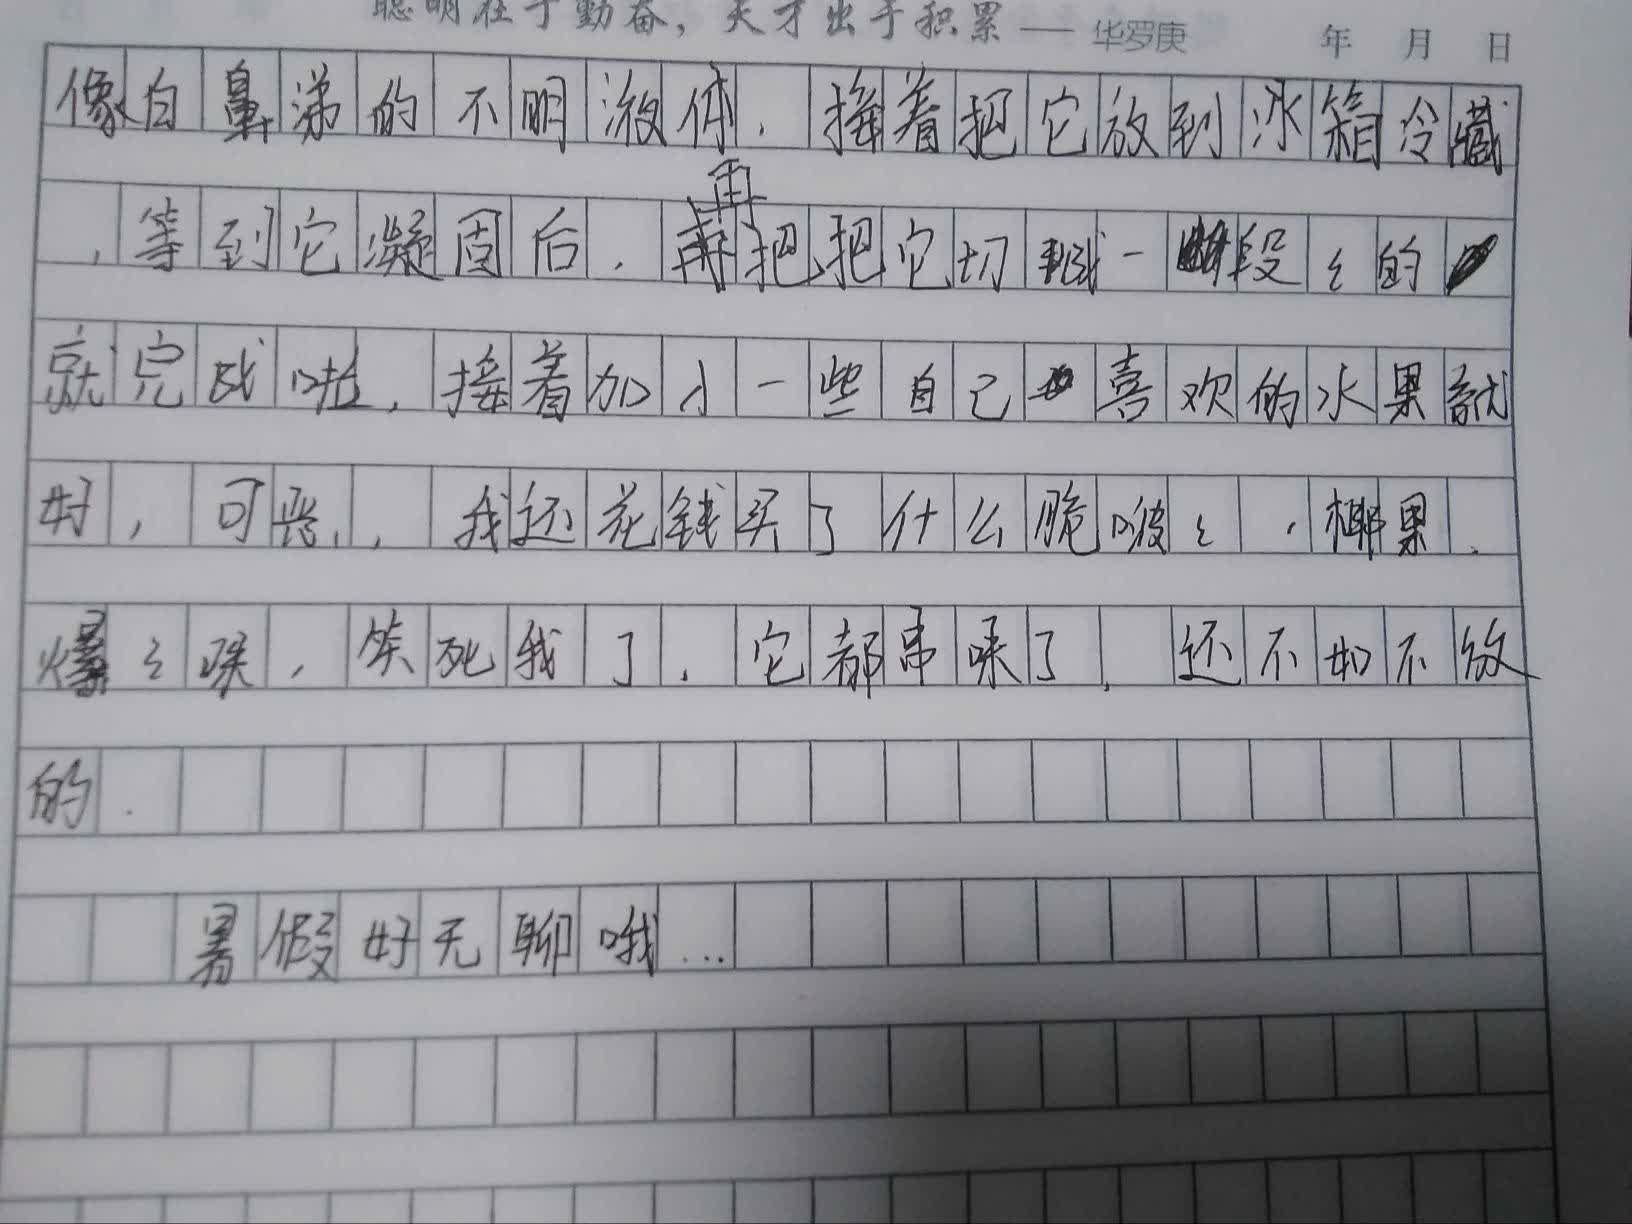 聪明在于勤奋，天才出于积累 —— 华罗庚 年 月 日
像白鼻涕的不明液体，接着把它放到冰箱冷藏
，等到它凝固后，再把把它切成一段々的
就完成啦，接着加入一些自己喜欢的水果就
好，可恶，我还花钱买了什么脆啵々，椰果，
爆々珠，笑死我了，它都串味了，还不如不放
的.
暑假好无聊哦...